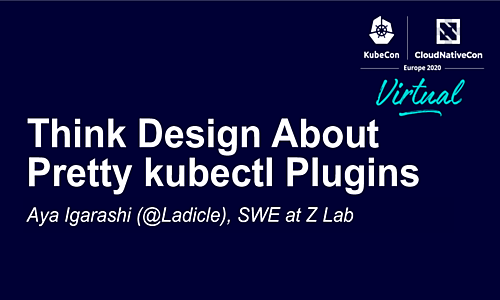 KubeCon
CloudNativeCon
Europe 2020
Virtual
Think Design About
Pretty kubectl Plugins
Aya Igarashi (@Ladicle), SWE at Z Lab